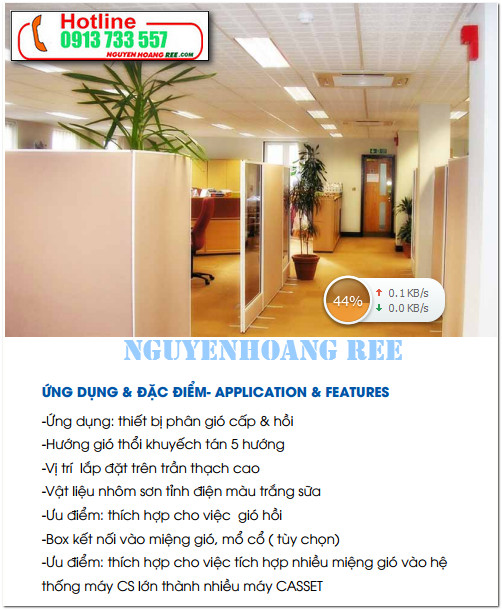 Hotline
0913 733 557
NGUYEN HOANG REE.COM
44%
0.1 KB/s
0.0 KB/s
NGUYENHOANG REE
ỨNG DỤNG & ĐẶC ĐIỂM- APPLICATION & FEATURES
-Ứng dụng: thiết bị phân gió cấp & hồi
-Hướng gió thổi khuyếch tán 5 hướng
-Vị trí lắp đặt trên trần thạch cao
-Vật liệu nhôm sơn tỉnh điện màu trắng sữa
-Ưu điểm: thích hợp cho việc gió hồi
-Box kết nối vào miệng gió, mổ cổ ( tùy chọn)
-Ưu điểm: thích hợp cho việc tích hợp nhiều miệng gió vào hệ
thống máy CS lớn thành nhiều máy CASSET